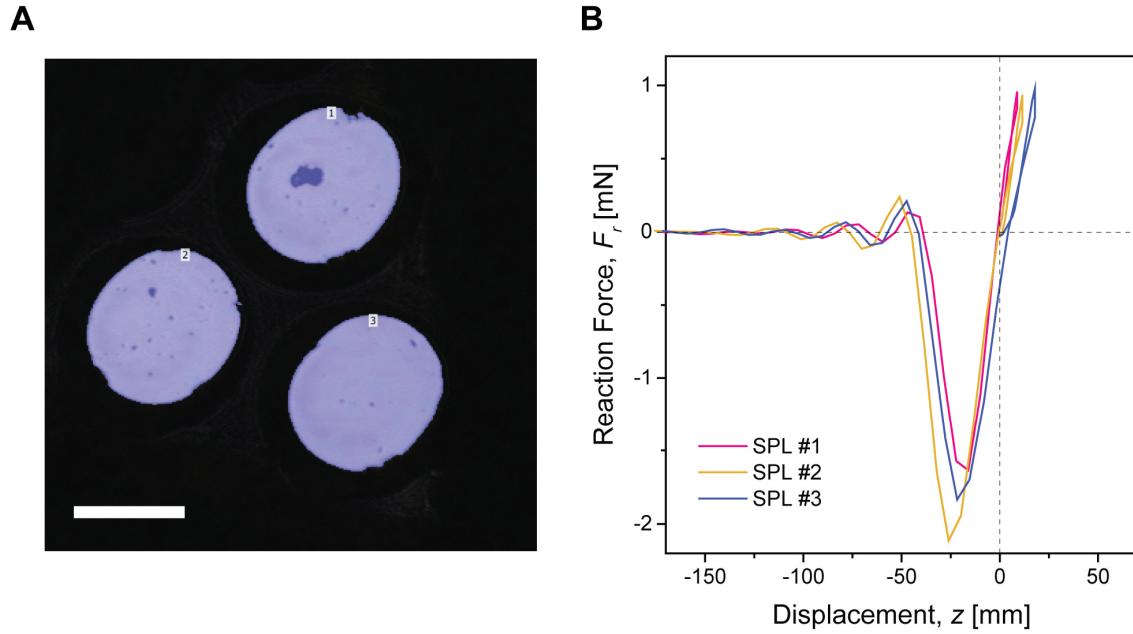 A
B
1
2
3
1
0
-1
-2
Reaction Force, Fr [mN]
SPL #1
SPL #2
SPL #3
-150
-100
-50
0
50
Displacement, z [mm]